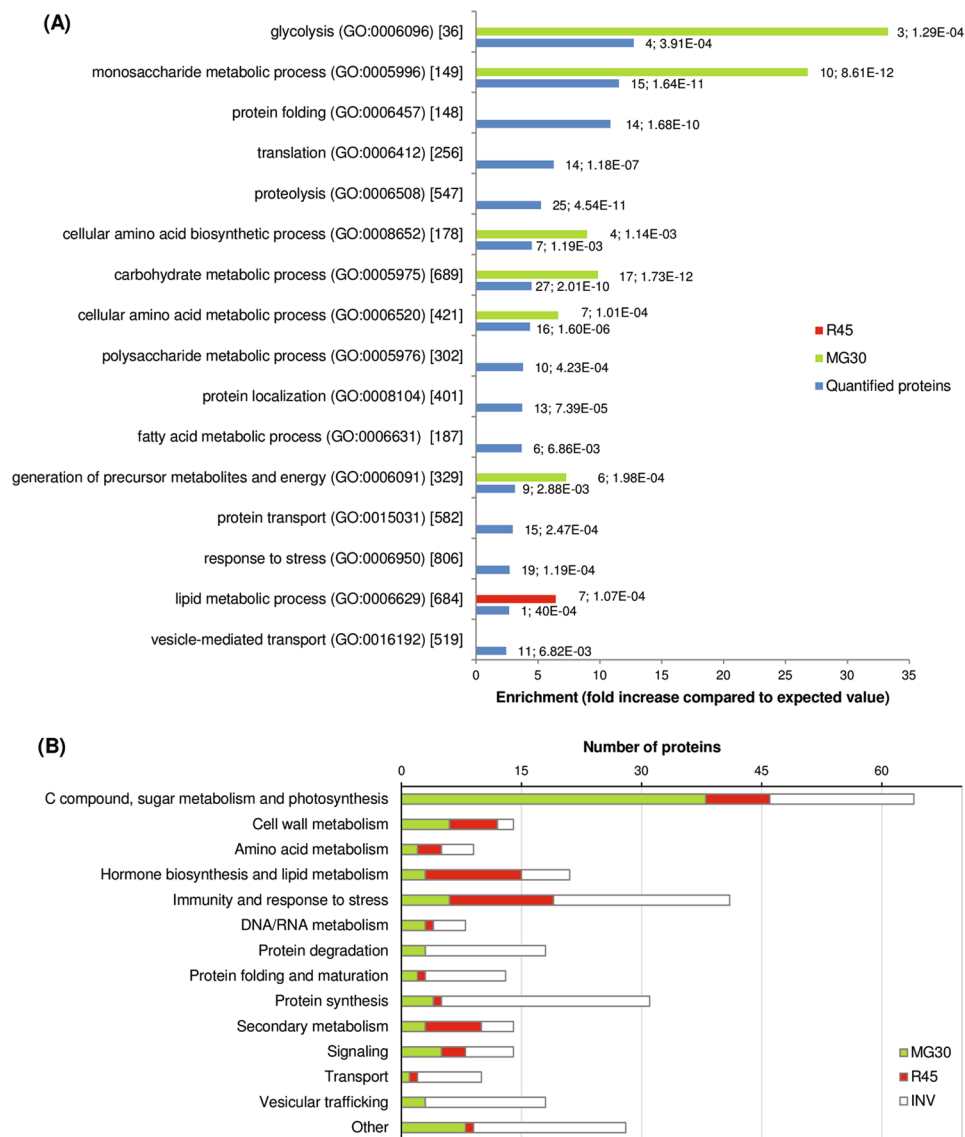 (A)
glycolysis (GO:0006096) [36]
3; 1.29E-04
4; 3.91E-04
monosaccharide metabolic process (GO:0005996) [149]
10; 8.61E-12
15; 1.64E-11
protein folding (GO:0006457) [148]
14; 1.68E-10
translation (GO:0006412) [256]
14; 1.18E-07
proteolysis (GO:0006508) [547]
25; 4.54E-11
cellular amino acid biosynthetic process (GO:0008652) [178]
4; 1.14E-03
7; 1.19E-03
carbohydrate metabolic process (GO:0005975) [689]
17; 1.73E-12
27; 2.01E-10
cellular amino acid metabolic process (GO:0006520) [421]
7; 1.01E-04
16; 1.60E-06
polysaccharide metabolic process (GO:0005976) [302]
10; 4.23E-04
protein localization (GO:0008104) [401]
13; 7.39E-05
fatty acid metabolic process (GO:0006631) [187]
6; 6.86E-03
generation of precursor metabolites and energy (GO:0006091) [329]
6; 1.98E-04
9; 2.88E-03
protein transport (GO:0015031) [582]
15; 2.47E-04
response to stress (GO:0006950) [806]
19; 1.19E-04
lipid metabolic process (GO:0006629) [684]
7; 1.07E-04
1; 40E-04
vesicle-mediated transport (GO:0016192) [519]
11; 6.82E-03
R45
MG30
Quantified proteins
0 5 10 15 20 25 30 35
Enrichment (fold increase compared to expected value)
(B)
Number of proteins
0 15 30 45 60
C compound, sugar metabolism and photosynthesis
Cell wall metabolism
Amino acid metabolism
Hormone biosynthesis and lipid metabolism
Immunity and response to stress
DNA/RNA metabolism
Protein degradation
Protein folding and maturation
Protein synthesis
Secondary metabolism
Signaling
Transport
Vesicular trafficking
Other
MG30
R45
INV